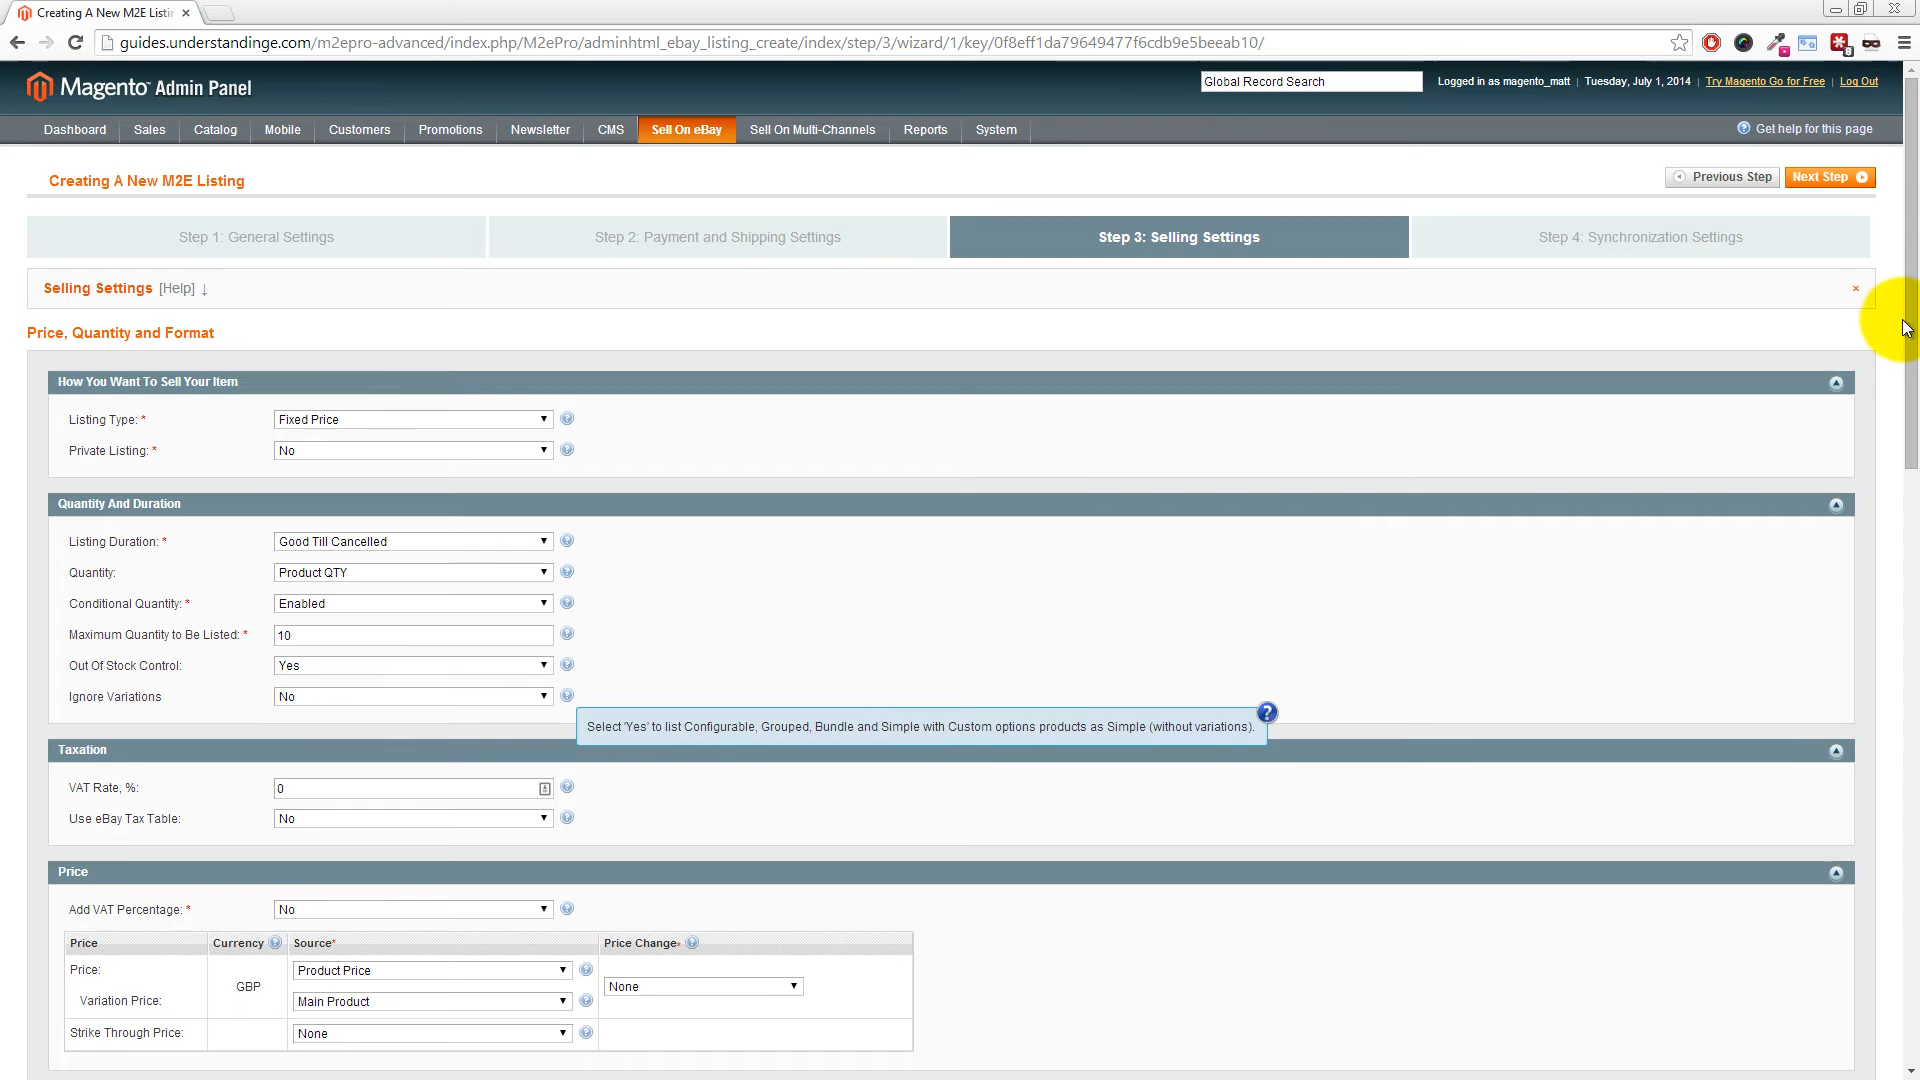 Creating A New M2E Listin
guides.understandinge.com/m2epro-advanced/index.php/M2ePro/adminhtml_ebay_listing_create/index/step/3/wizard/1/key/0f8eff1da79649477f6cdb9e5beeab10/
8
Magento™ Admin Panel
Global Record Search
Logged in as magento_matt | Tuesday, July 1, 2014 | Try Magento Go for Free | Log Out
Dashboard Sales Catalog Mobile Customers Promotions Newsletter CMS Sell On eBay Sell On Multi-Channels Reports System
Get help for this page
Creating A New M2E Listing
Previous Step Next Step
Step 1: General Settings Step 2: Payment and Shipping Settings Step 3: Selling Settings Step 4: Synchronization Settings
Selling Settings [Help] ↓
Price, Quantity and Format
How You Want To Sell Your Item
Listing Type: * Fixed Price
Private Listing: * No
Quantity And Duration
Listing Duration: * Good Till Cancelled
Quantity: Product QTY
Conditional Quantity: * Enabled
Maximum Quantity to Be Listed: * 10
Out Of Stock Control: Yes
Ignore Variations No
Select 'Yes' to list Configurable, Grouped, Bundle and Simple with Custom options products as Simple (without variations).
Taxation
VAT Rate, %: 0
Use eBay Tax Table: No
Price
Add VAT Percentage: * No
Price Currency Source* Price Change*
Price: Product Price
GBP None
Variation Price: Main Product
Strike Through Price: None